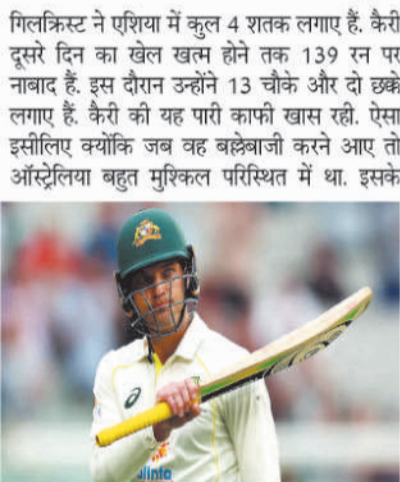 गिलक्रिस्ट ने एशिया में कुल 4 शतक लगाए हैं. कैरी
दूसरे दिन का खेल खत्म होने तक 139 रन पर
नाबाद हैं. इस दौरान उन्होंने 13 चौके और दो छक्के
लगाए हैं. कैरी की यह पारी काफी खास रही. ऐसा
इसीलिए क्योंकि जब वह बल्लेबाजी करने आए तो
ऑस्ट्रेलिया बहुत मुश्किल परिस्थित में था. इसके
alinta